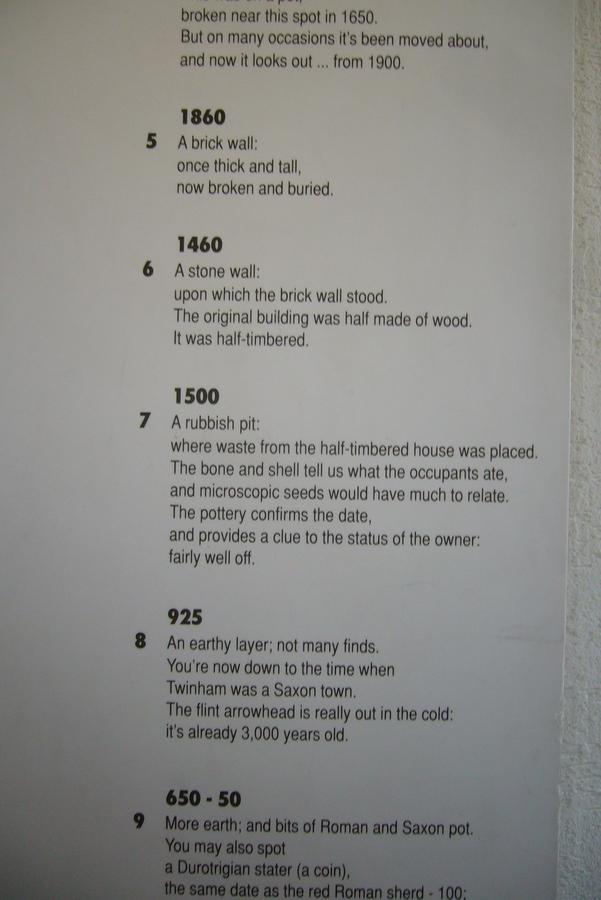 broken near this spot in 1650.
But on many occasions it's been moved about,
and now it looks out ... from 1900.
1860
5 A brick wall:
once thick and tall,
now broken and buried.
1460
6 A stone wall:
upon which the brick wall stood.
The original building was half made of wood.
It was half-timbered.
1500
7 A rubbish pit:
where waste from the half-timbered house was placed.
The bone and shell tell us what the occupants ate,
and microscopic seeds would have much to relate.
The pottery confirms the date,
and provides a clue to the status of the owner:
fairly well off.
925
8 An earthy layer; not many finds.
You're now down to the time when
Twinham was a Saxon town.
The flint arrowhead is really out in the cold:
it's already 3,000 years old.
650 - 50
9 More earth; and bits of Roman and Saxon pot.
You may also spot
a Durotrigian stater (a coin),
the same date as the red Roman sherd - 100: